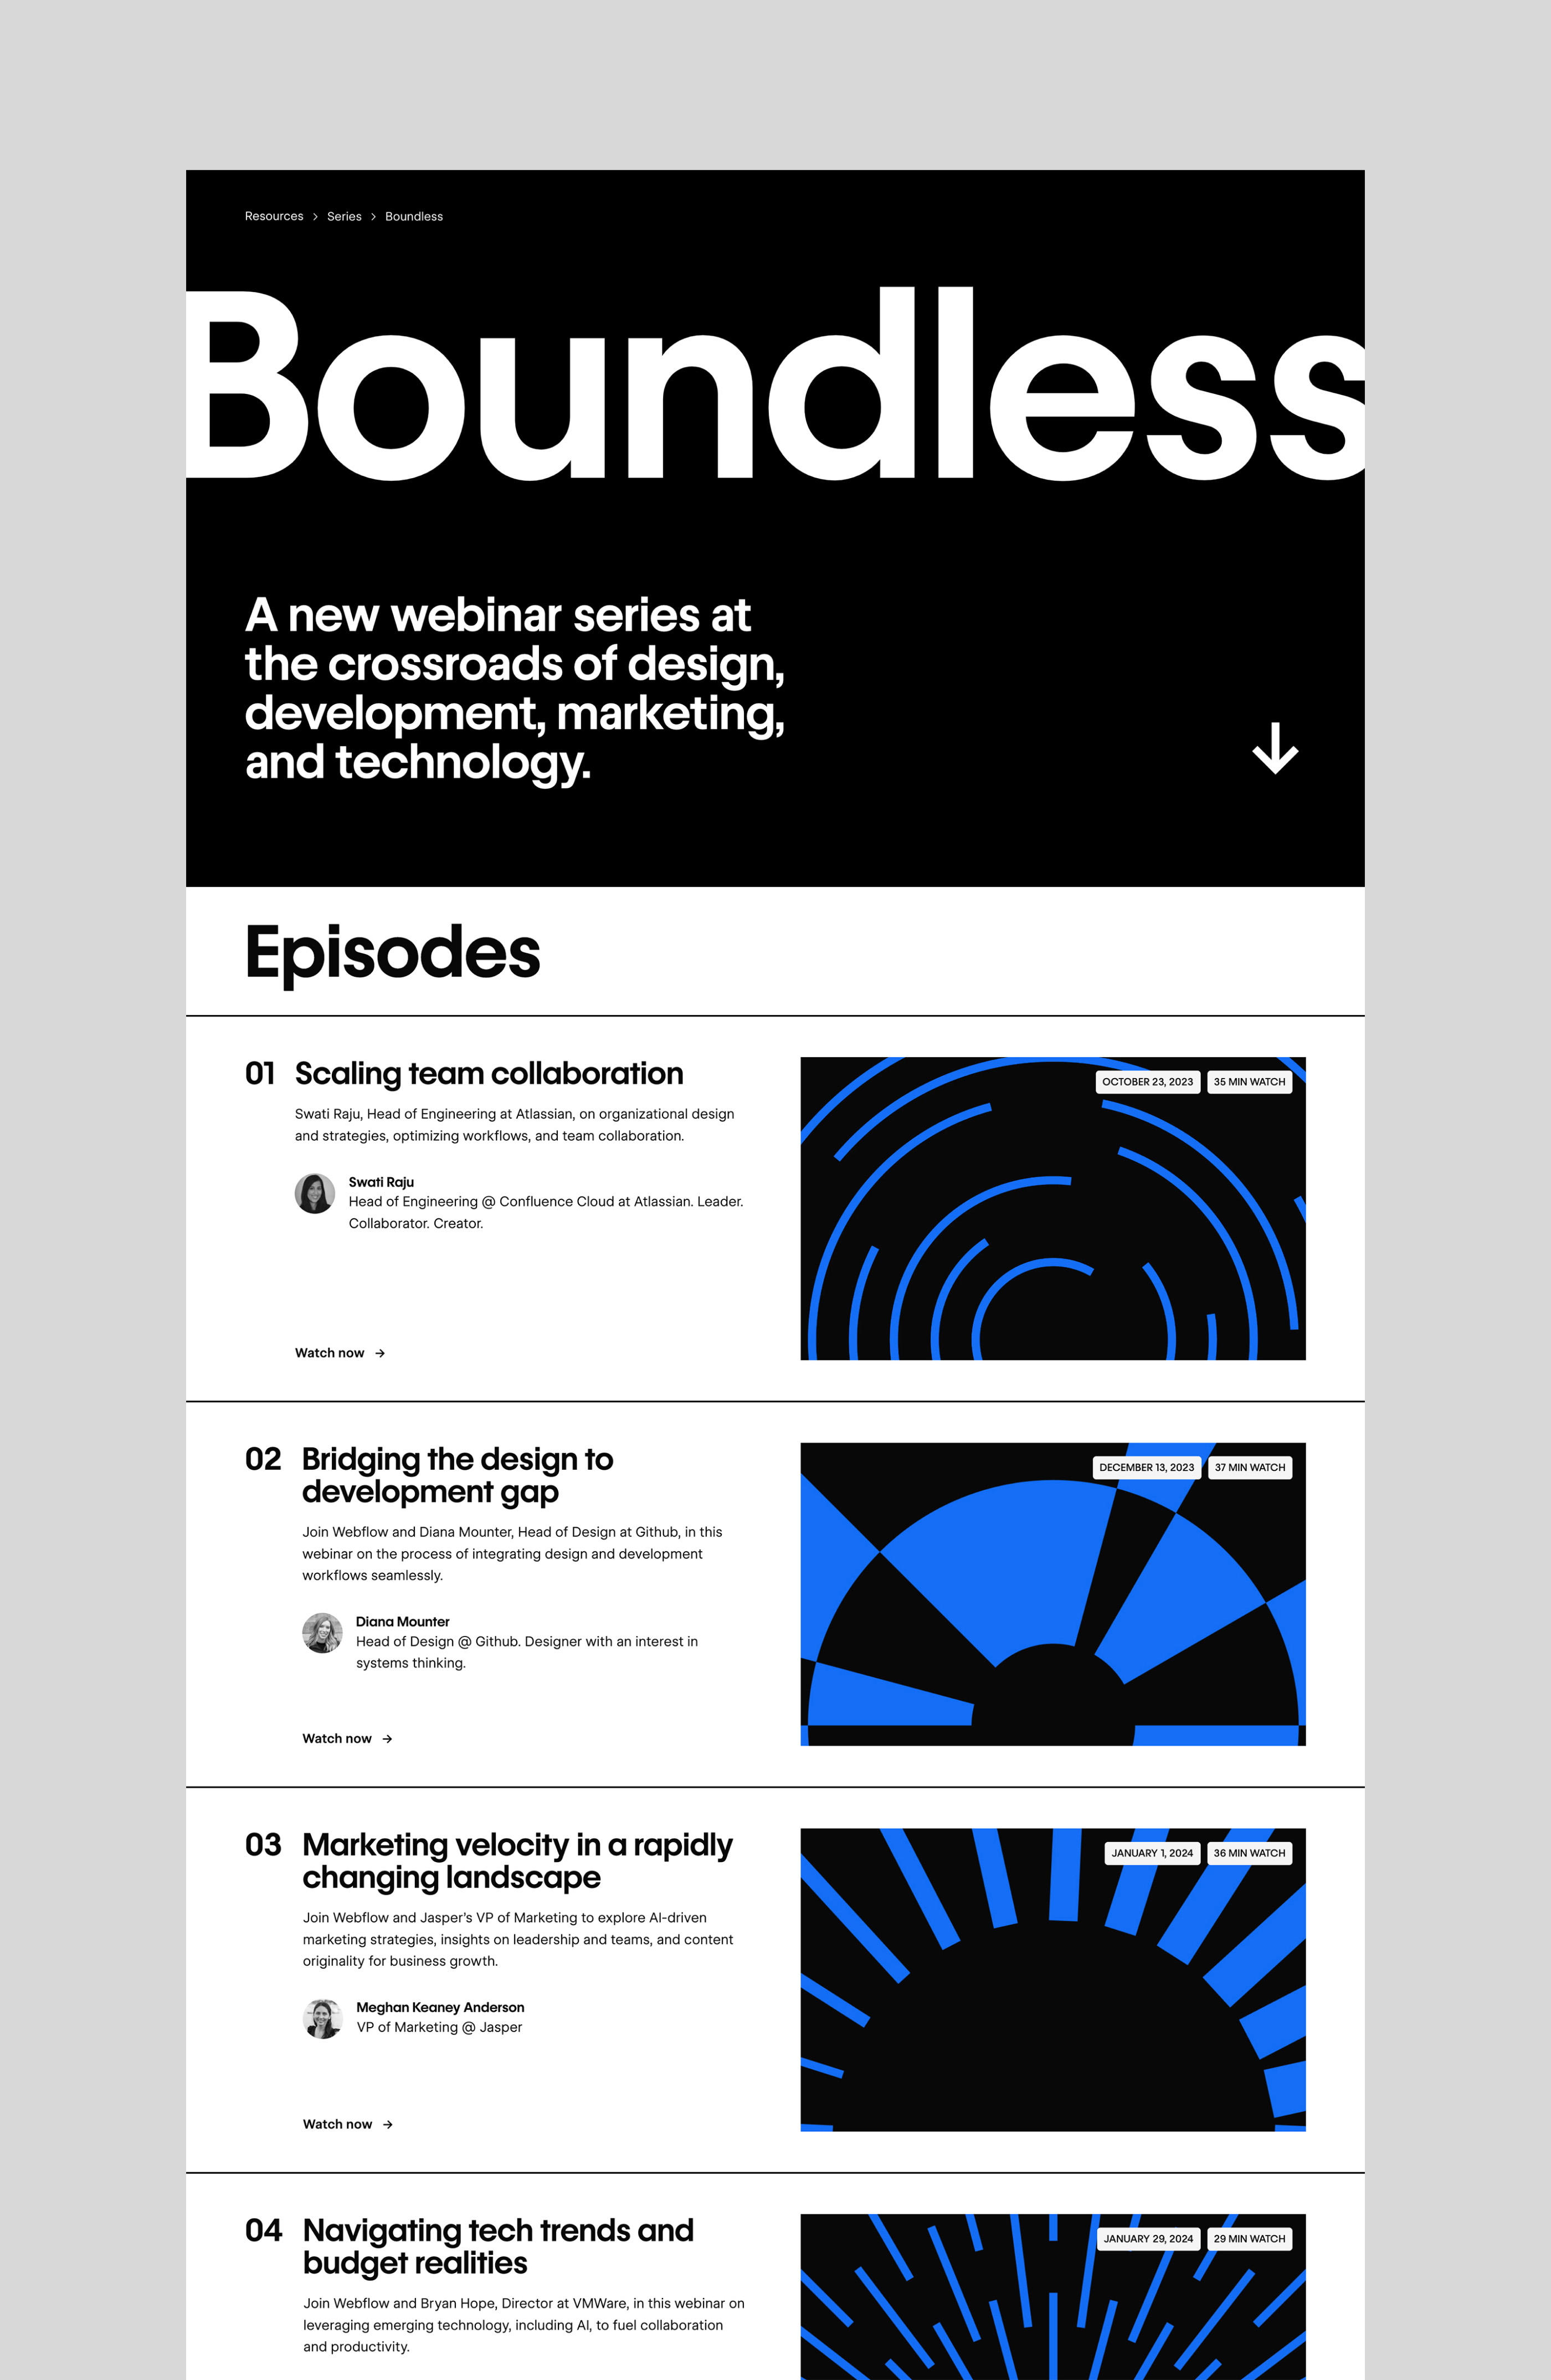 Resources > Series > Boundless
Boundless
A new webinar series at
the crossroads of design,
development, marketing,
and technology.
Episodes
01 Scaling team collaboration
Swati Raju, Head of Engineering at Atlassian, on organizational design
and strategies, optimizing workflows, and team collaboration.
Swati Raju
Head of Engineering @ Confluence Cloud at Atlassian. Leader.
Collaborator. Creator.
Watch now →
OCTOBER 23, 2023 35 MIN WATCH
02 Bridging the design to
development gap
Join Webflow and Diana Mounter, Head of Design at Github, in this
webinar on the process of integrating design and development
workflows seamlessly.
Diana Mounter
Head of Design @ Github. Designer with an interest in
systems thinking.
Watch now →
DECEMBER 13, 2023 37 MIN WATCH
03 Marketing velocity in a rapidly
changing landscape
Join Webflow and Jasper's VP of Marketing to explore AI-driven
marketing strategies, insights on leadership and teams, and content
originality for business growth.
Meghan Keaney Anderson
VP of Marketing @ Jasper
Watch now →
JANUARY 1, 2024 36 MIN WATCH
04 Navigating tech trends and
budget realities
Join Webflow and Bryan Hope, Director at VMWare, in this webinar on
leveraging emerging technology, including AI, to fuel collaboration
and productivity.
JANUARY 29, 2024 29 MIN WATCH